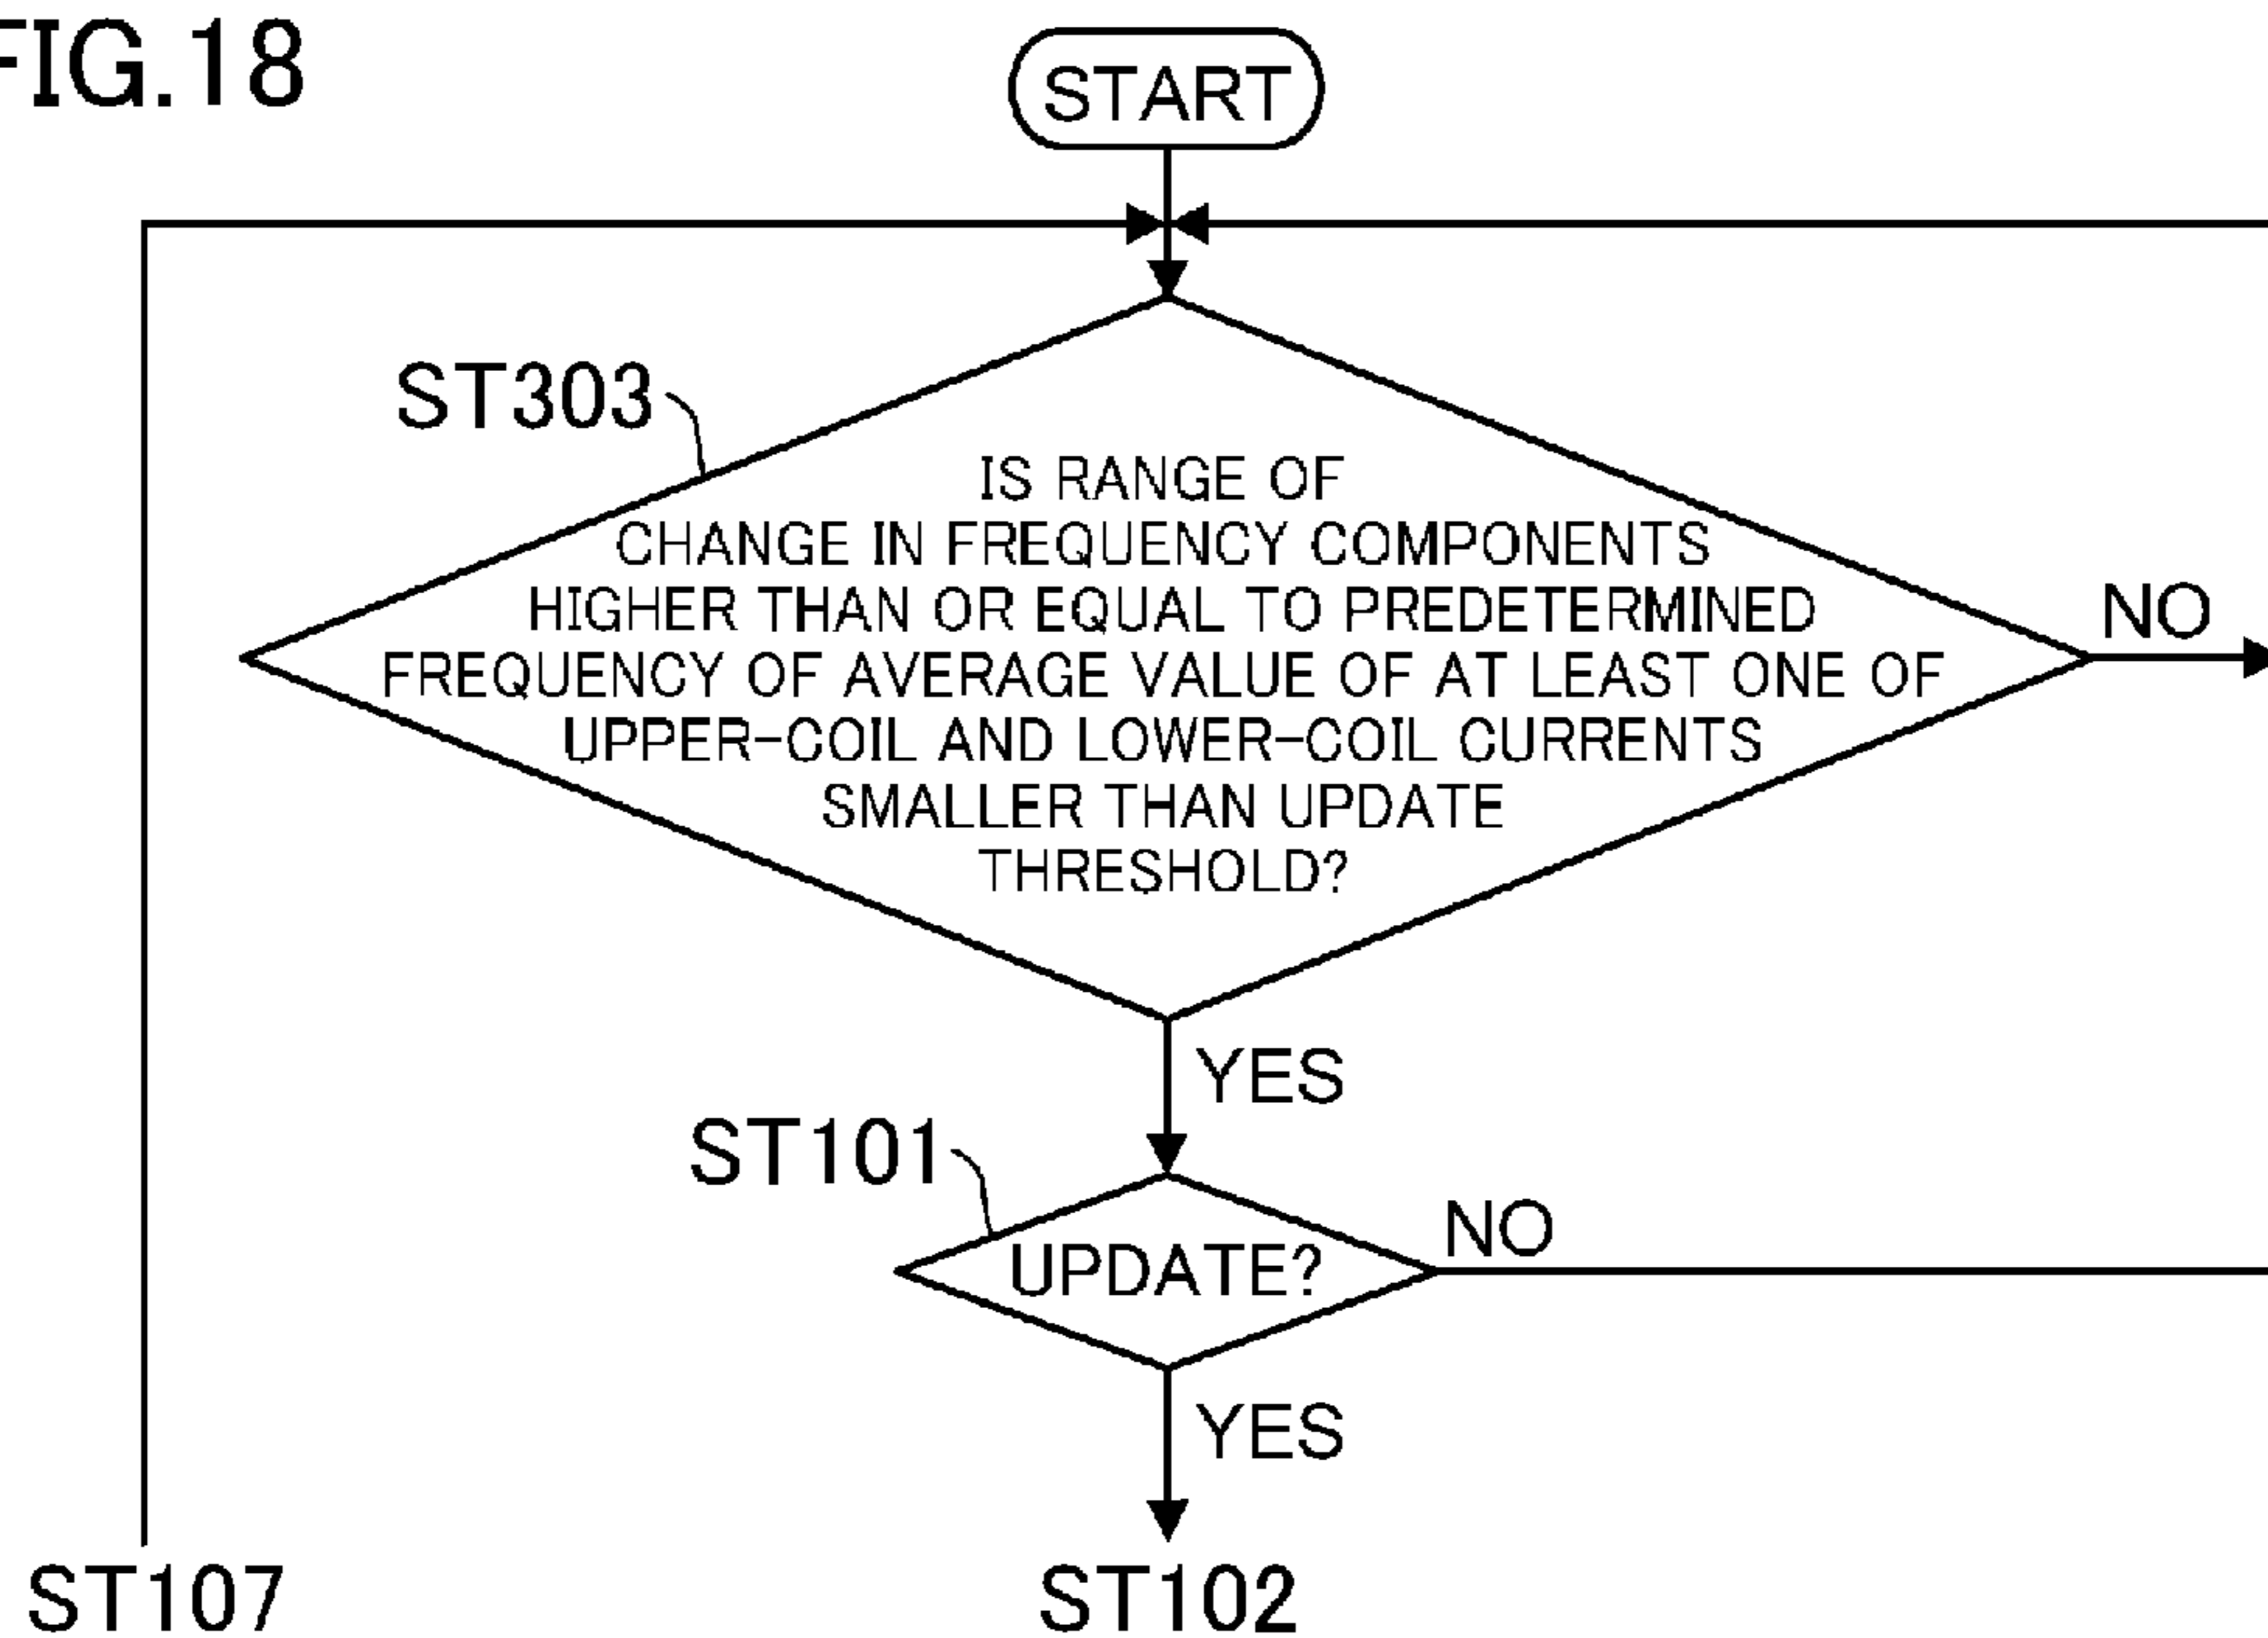 FIG.18
START
ST303
IS RANGE OF
CHANGE IN FREQUENCY COMPONENTS
HIGHER THAN OR EQUAL TO PREDETERMINED
FREQUENCY OF AVERAGE VALUE OF AT LEAST ONE OF
UPPER-COIL AND LOWER-COIL CURRENTS
SMALLER THAN UPDATE
THRESHOLD?
NO
YES
ST101
UPDATE?
NO
YES
ST107
ST102